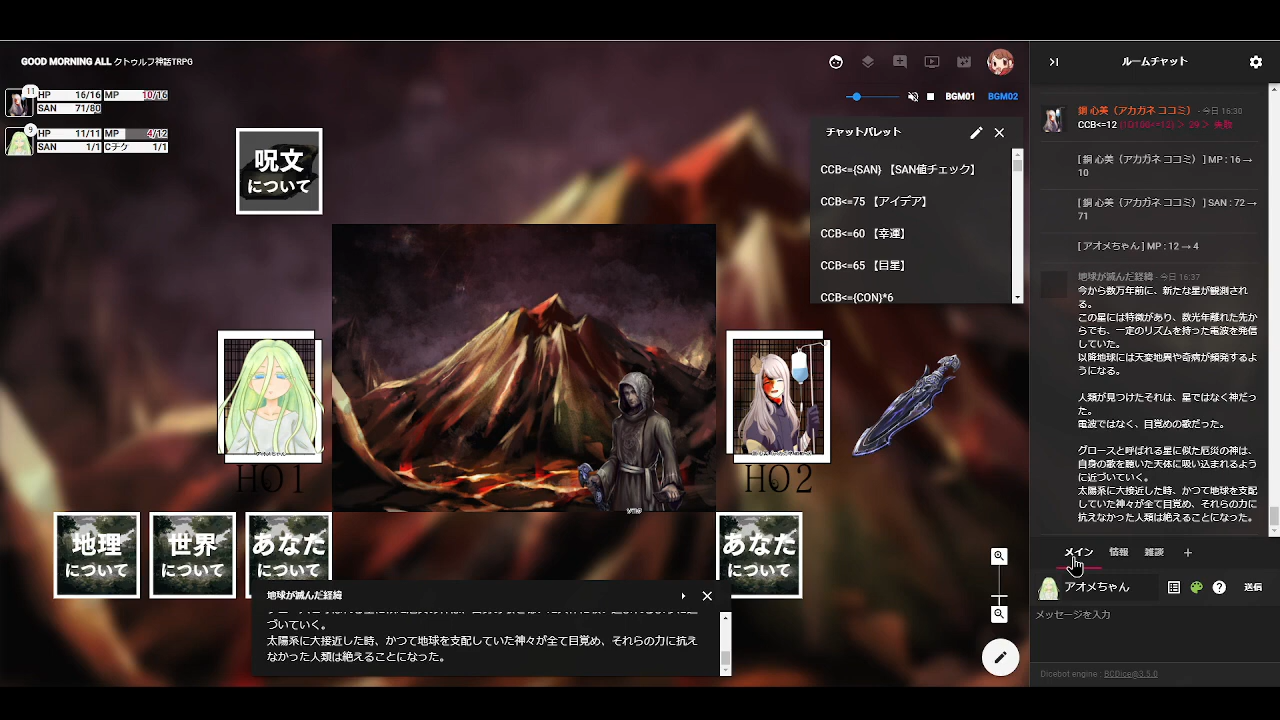 GOOD MORNING ALL クトゥルフ神話TRPG
11
HP 16/16 MP 10/16
SAN 71/80
9
HP 11/11 MP 4/12
SAN 1/1 Cチケ 1/1
呪文
について
BGM01 BGM02
チャットパレット
CCB<={SAN} 【SAN値チェック】
CCB<=75 【アイデア】
CCB<=60 【幸運】
CCB<=65 【目星】
CCB<={CON}*6
HO1
HO2
地理
について
世界
について
あなた
について
あなた
について
地球が滅んだ経緯
づいていく。
太陽系に大接近した時、かつて地球を支配していた神々が全て目覚め、それらの力に抗え
なかった人類は絶えることになった。
ルームチャット
銅 心美（アカガネ ココミ） - 今日 16:30
CCB<=12 (1D100<=12) ＞ 29 ＞ 失敗
[ 銅 心美（アカガネ ココミ） ] MP : 16 →
10
[ 銅 心美（アカガネ ココミ） ] SAN : 72 →
71
[ アオメちゃん ] MP : 12 → 4
地球が滅んだ経緯 - 今日 16:37
今から数万年前に、新たな星が観測され
る。
この星には特徴があり、数光年離れた先か
らでも、一定のリズムを持った電波を発信
していた。
以降地球には天変地異や奇病が頻発するよ
うになる。
人類が見つけたそれは、星ではなく神だっ
た。
電波ではなく、目覚めの歌だった。
グロースと呼ばれる星に似た厄災の神は、
自身の歌を聴いた天体に吸い込まれるよう
に近づいていく。
太陽系に大接近した時、かつて地球を支配
していた神々が全て目覚め、それらの力に
抗えなかった人類は絶えることになった。
メイン 情報 雑談
アオメちゃん
送信
メッセージを入力
Dicebot engine : BCDice@3.5.0